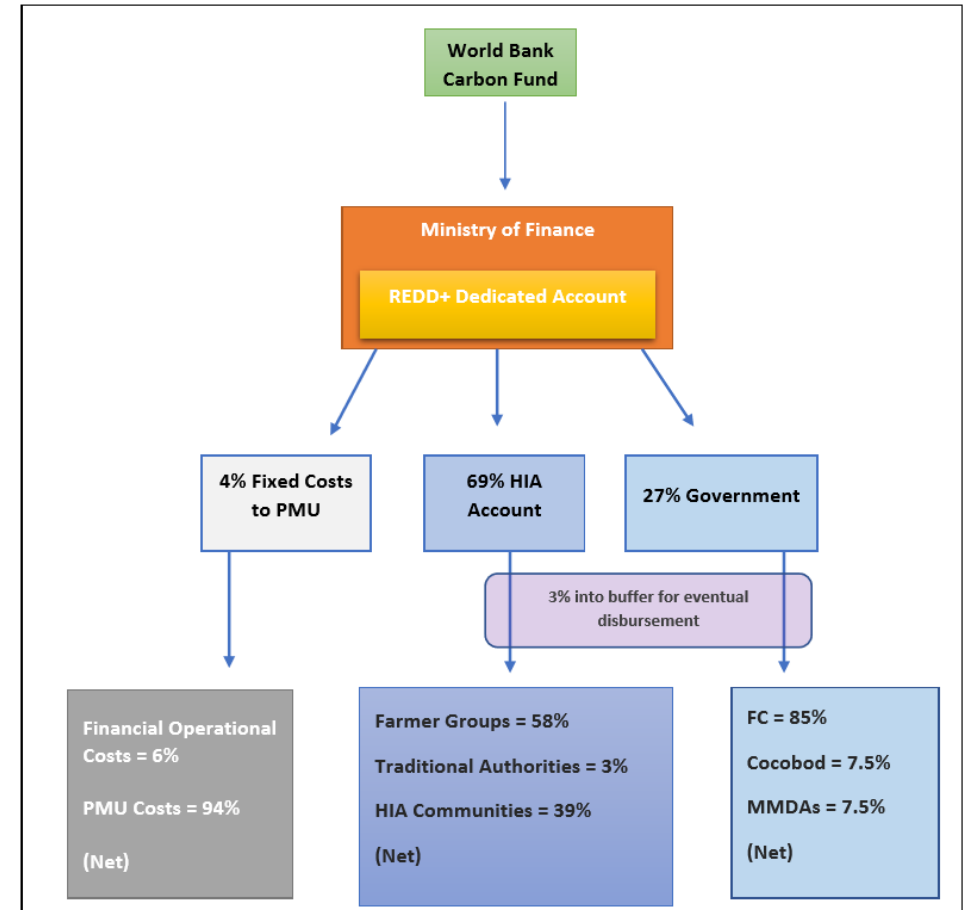 World Bank
Carbon Fund
Ministry of Finance
REDD+ Dedicated Account
4% Fixed Costs
to PMU
69% HIA
Account
27% Government
3% into buffer for eventual
disbursement
Financial Operational
Costs = 6%
PMU Costs = 94%
(Net)
Farmer Groups = 58%
Traditional Authorities = 3%
HIA Communities = 39%
(Net)
FC = 85%
Cocobod = 7.5%
MMDAs = 7.5%
(Net)